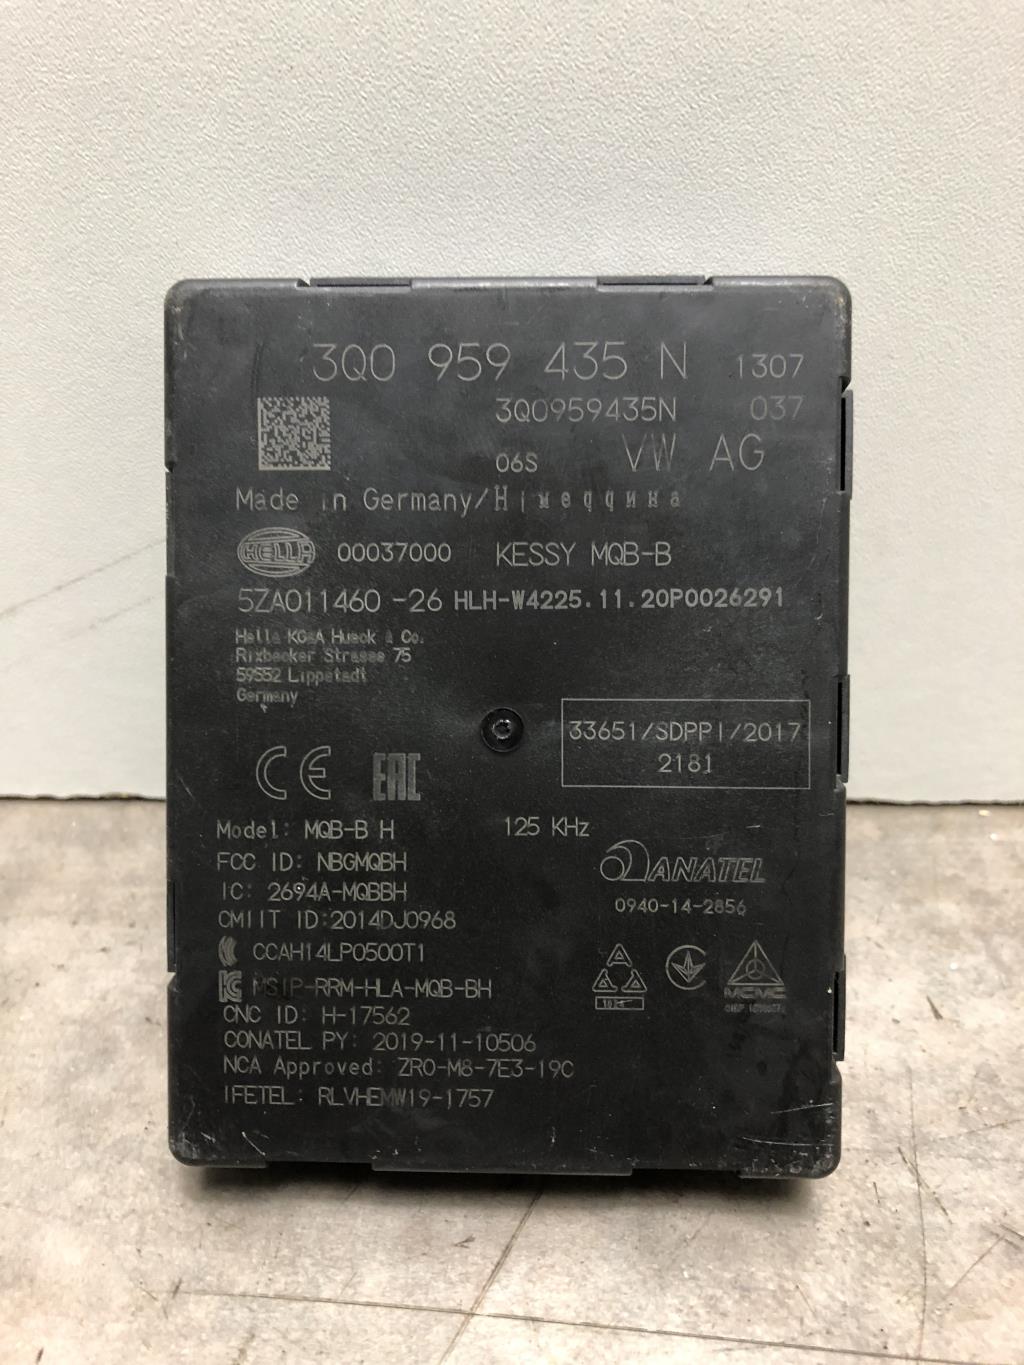 3Q0 959 435 N 1307
3Q0959435N 037
06S VW AG
Made in Germany/Німеччина
HELLA 00037000 KESSY MQB-B
5ZA011460 -26 HLH-W4225.11.20P0026291
Hella KGaA Hueck & Co.
Rixbecker Strasse 75
59552 Lippstadt
Germany
33651/SDPPI/2017
2181
CE EAC
Model: MQB-B H 125 KHz
FCC ID: NBGMQBH
IC: 2694A-MQBBH
CMIIT ID:2014DJ0968
CCAH14LP0500T1
MSIP-RRM-HLA-MQB-BH
CNC ID: H-17562
CONATEL PY: 2019-11-10506
NCA Approved: ZRO-M8-7E3-19C
IFETEL: RLVHEMW19-1757
ANATEL
0940-14-2856
MCMC